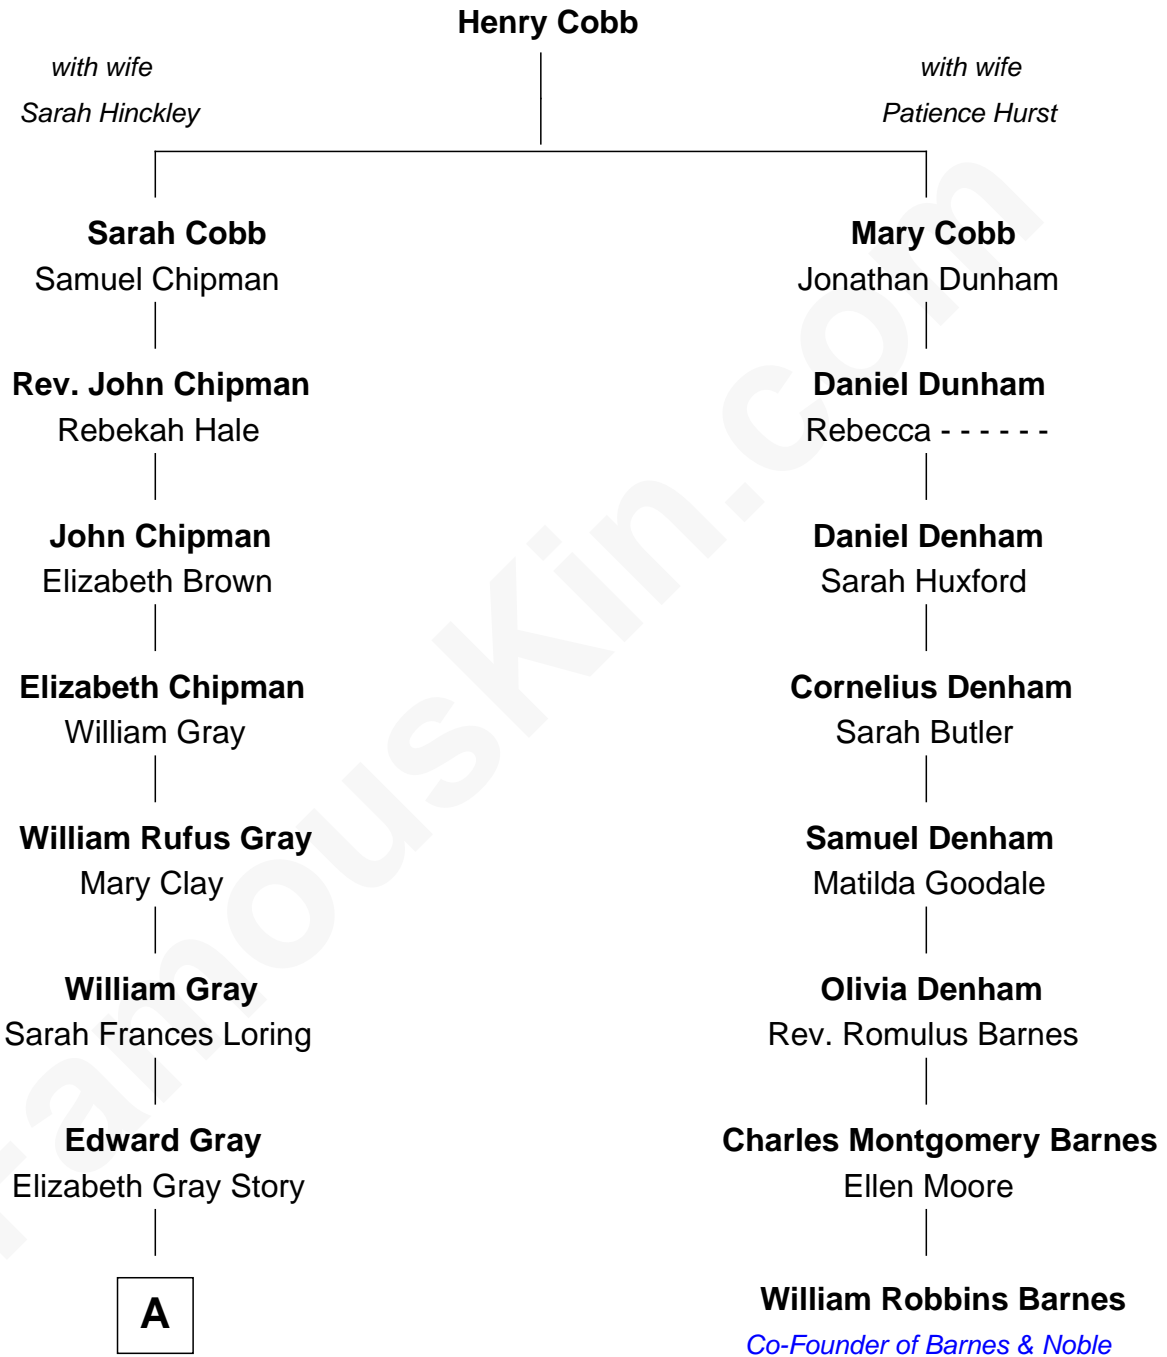 Henry Cobb
with wife
Sarah Hinckley
with wife
Patience Hurst
Sarah Cobb
Samuel Chipman
Mary Cobb
Jonathan Dunham
Rev. John Chipman
Rebekah Hale
Daniel Dunham
Rebecca - - - - - -
John Chipman
Elizabeth Brown
Daniel Denham
Sarah Huxford
Elizabeth Chipman
William Gray
Cornelius Denham
Sarah Butler
William Rufus Gray
Mary Clay
Samuel Denham
Matilda Goodale
William Gray
Sarah Frances Loring
Olivia Denham
Rev. Romulus Barnes
Edward Gray
Elizabeth Gray Story
Charles Montgomery Barnes
Ellen Moore
A
William Robbins Barnes
Co-Founder of Barnes & Noble
FamousKin.com